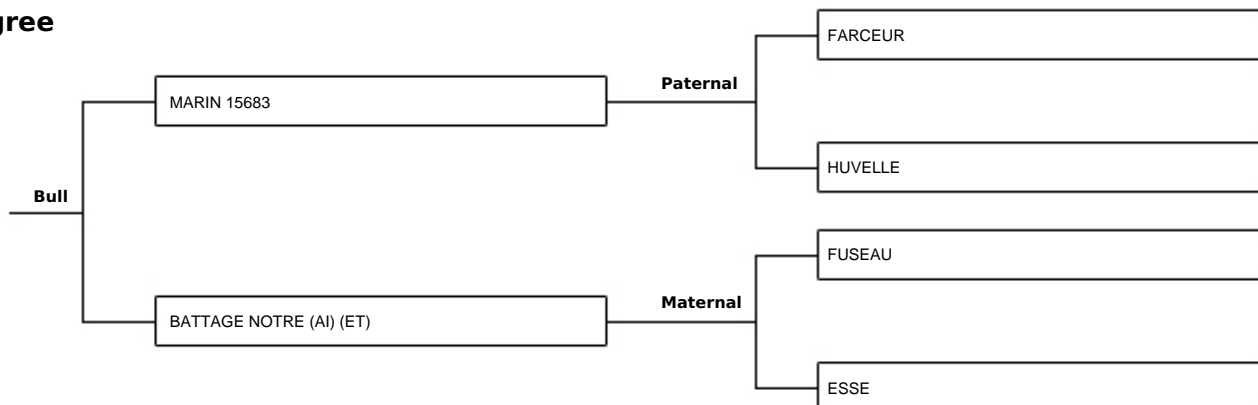 gree
FARCEUR
MARIN 15683
Paternal
HUVELLE
Bull
FUSEAU
BATTAGE NOTRE (AI) (ET)
Maternal
ESSE